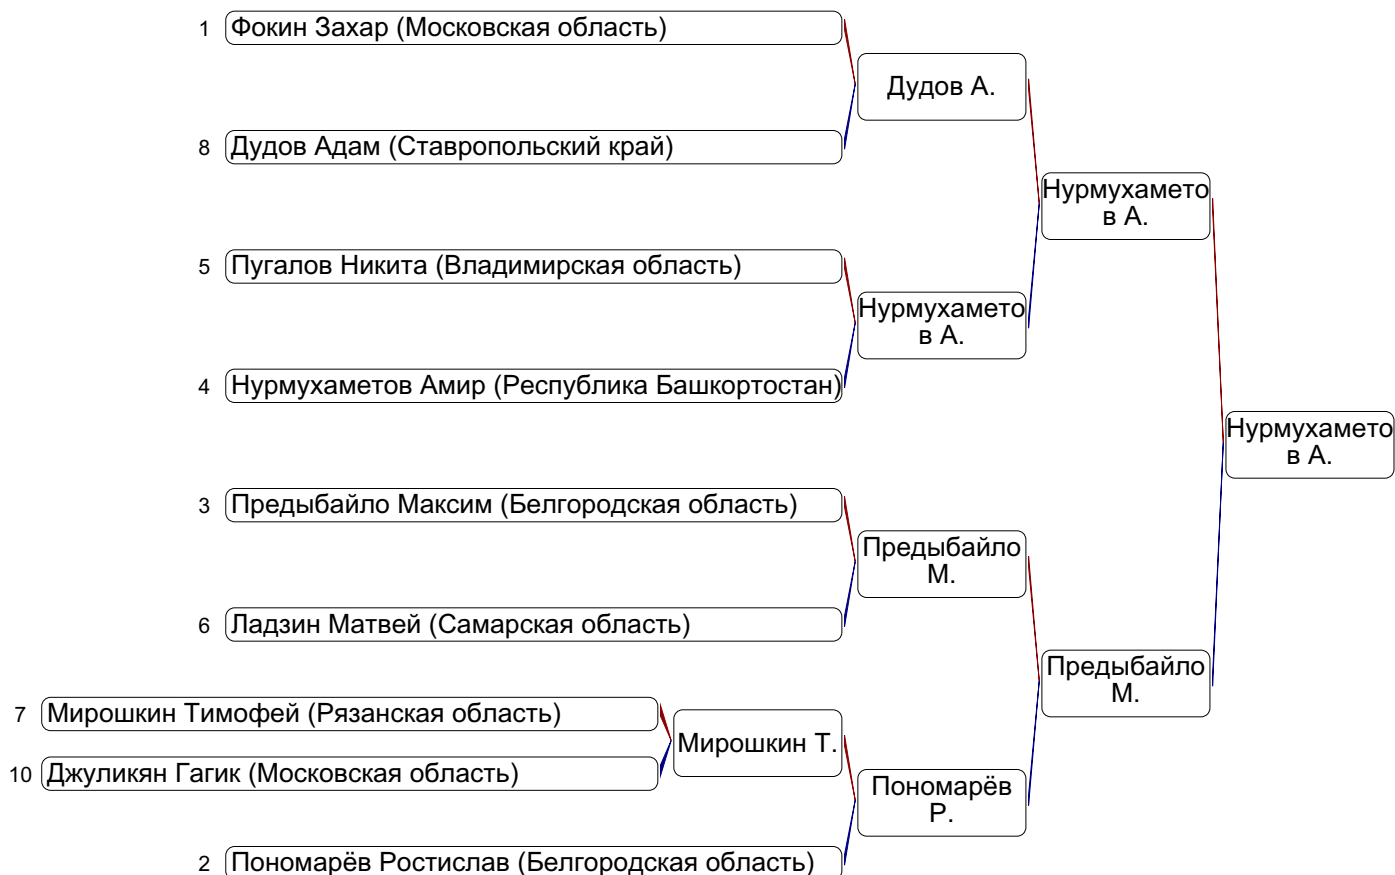 1 Фокин Захар (Московская область)
Дудов А.
8 Дудов Адам (Ставропольский край)
Нурмухамето
в А.
5 Пугалов Никита (Владимирская область)
Нурмухамето
в А.
4 Нурмухаметов Амир (Республика Башкортостан)
Нурмухамето
в А.
3 Предыбайло Максим (Белгородская область)
Предыбайло
М.
6 Ладзин Матвей (Самарская область)
Предыбайло
М.
7 Мирошкин Тимофей (Рязанская область)
Мирошкин Т.
10 Джуликян Гагик (Московская область)
Пономарёв
Р.
2 Пономарёв Ростислав (Белгородская область)